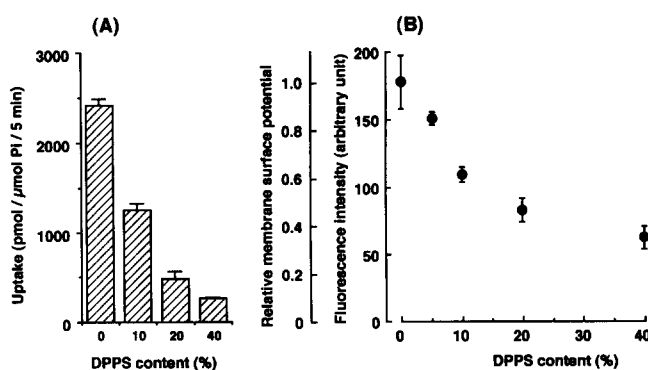 (A)
Uptake (pmol / μmol Pi / 5 min)
3000
2000
1000
0
0 10 20 40
DPPS content (%)
(B)
Relative membrane surface potential
1.0
0.8
0.6
0.4
0.2
0
Fluorescence intensity (arbitrary unit)
200
150
100
50
0
0 10 20 30 40
DPPS content (%)